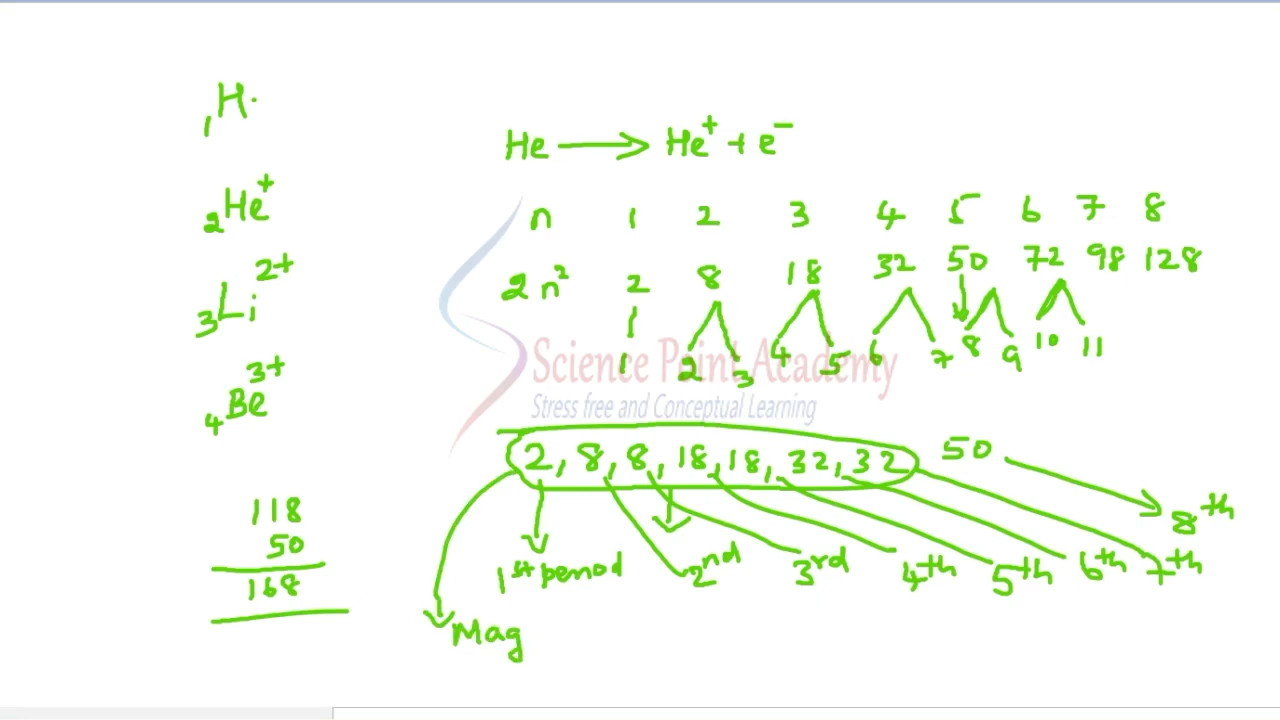 ₁H·
He ⟶ He⁺ + e⁻
₂He⁺
n 1 2 3 4 5 6 7 8
2n² 2 8 18 32 50 72 98 128
₃Li²⁺
1 2 3 4 5 6 7 8 9 10 11
Science Point Academy
Stress free and Conceptual Learning
₄Be³⁺
2, 8, 8, 18, 18, 32, 32 50
118
50
168
8th
1st period 2nd 3rd 4th 5th 6th 7th
Mag